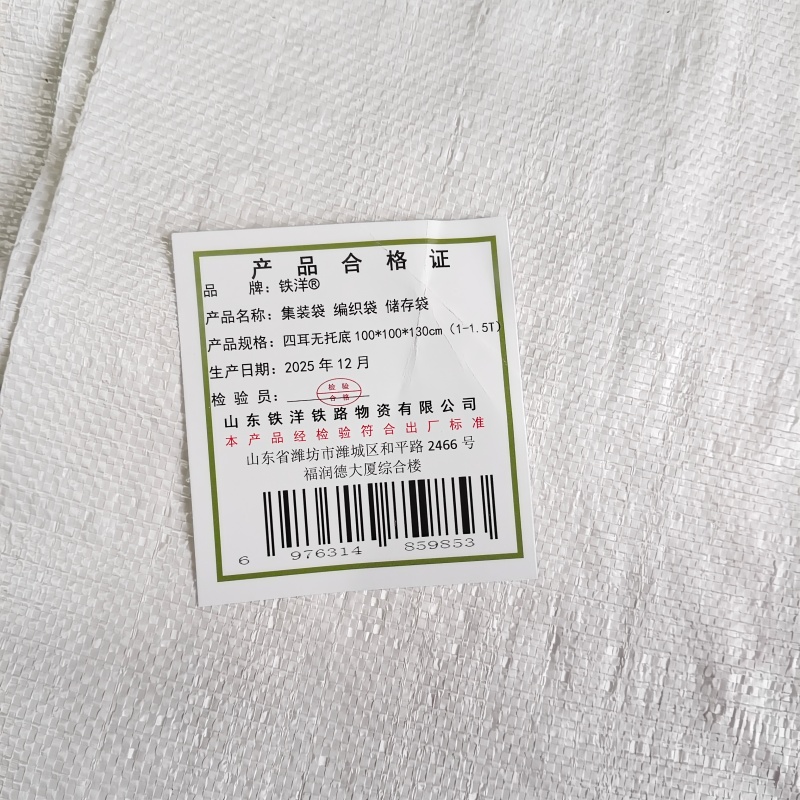 产品合格证
品 牌：铁洋®
产品名称：集装袋 编织袋 储存袋
产品规格：四耳无托底 100*100*130cm（1-1.5T）
生产日期：2025 年 12 月
检 验 员：
检 验
合 格
山东铁洋铁路物资有限公司
本产品经检验符合出厂标准
山东省潍坊市潍城区和平路 2466 号
福润德大厦综合楼
6 976314 859853